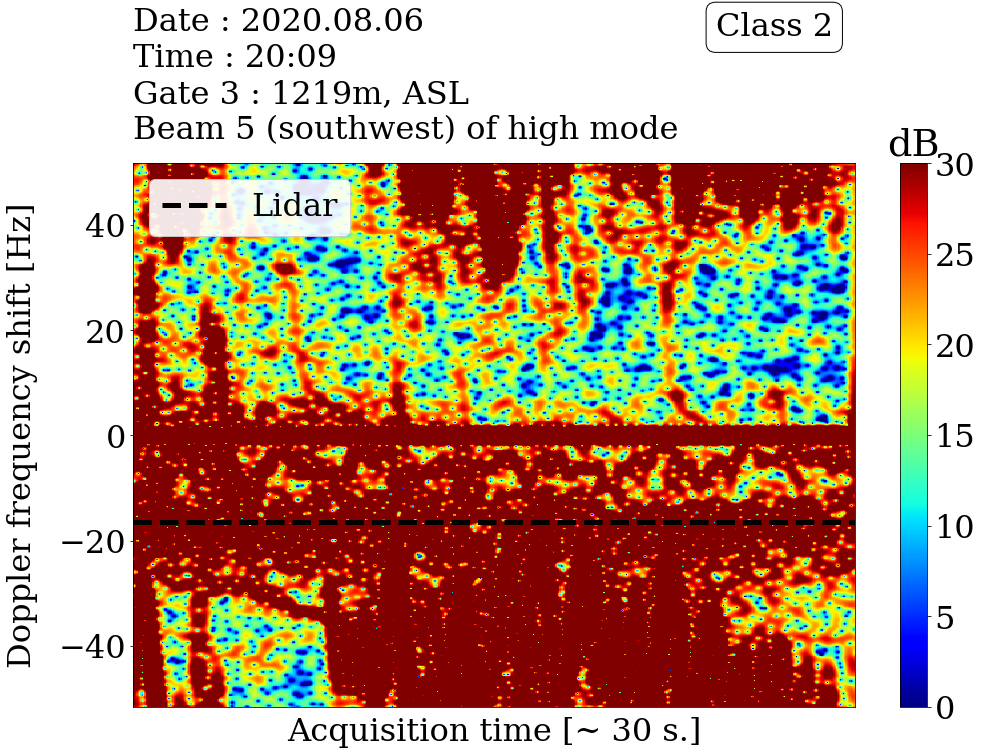 Date : 2020.08.06
Time : 20:09
Gate 3 : 1219m, ASL
Beam 5 (southwest) of high mode
Class 2
dB
Lidar
Doppler frequency shift [Hz]
40
20
0
−20
−40
30
25
20
15
10
5
0
Acquisition time [~ 30 s.]